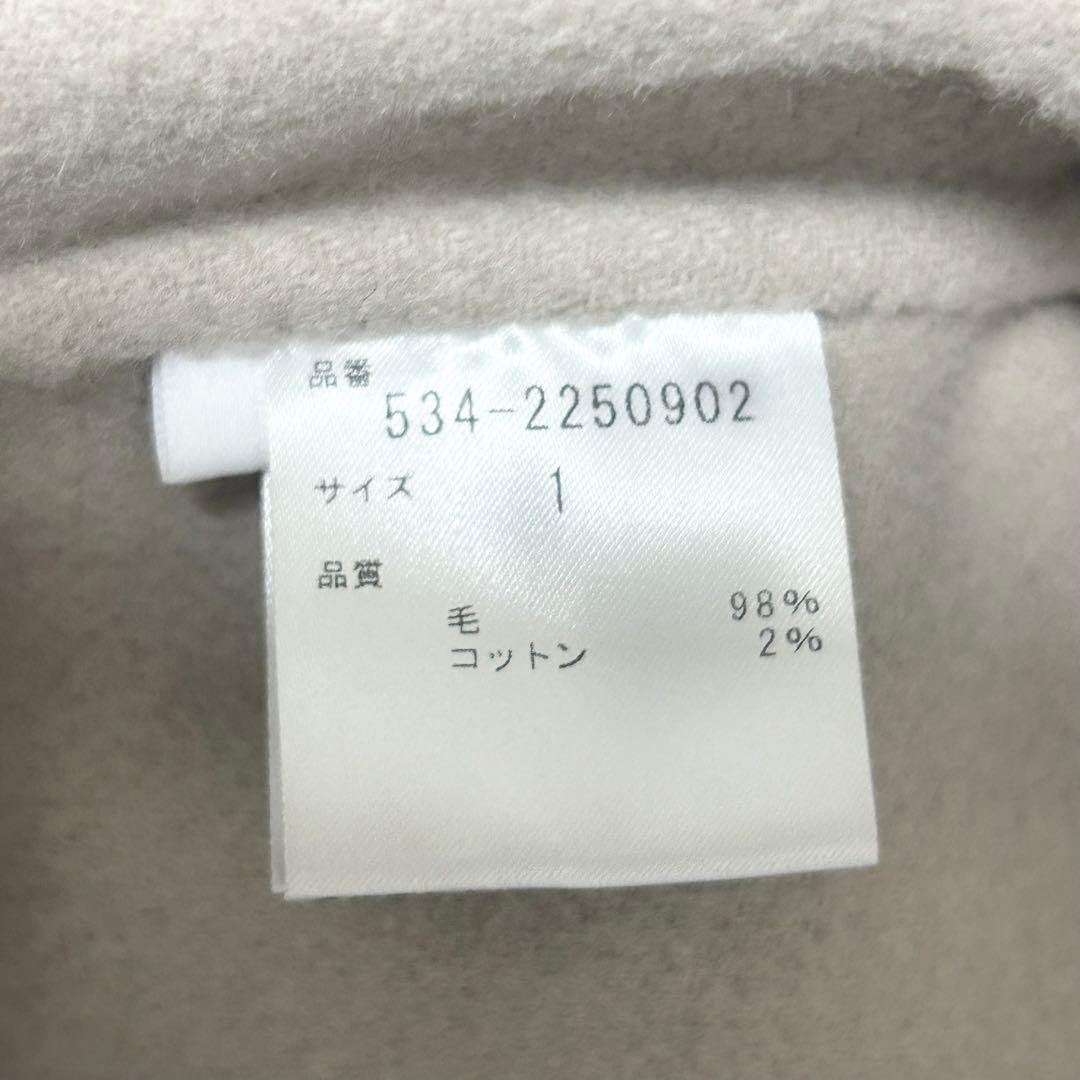 品番
534-2250902
サイズ 1
品質
毛 98%
コットン 2%